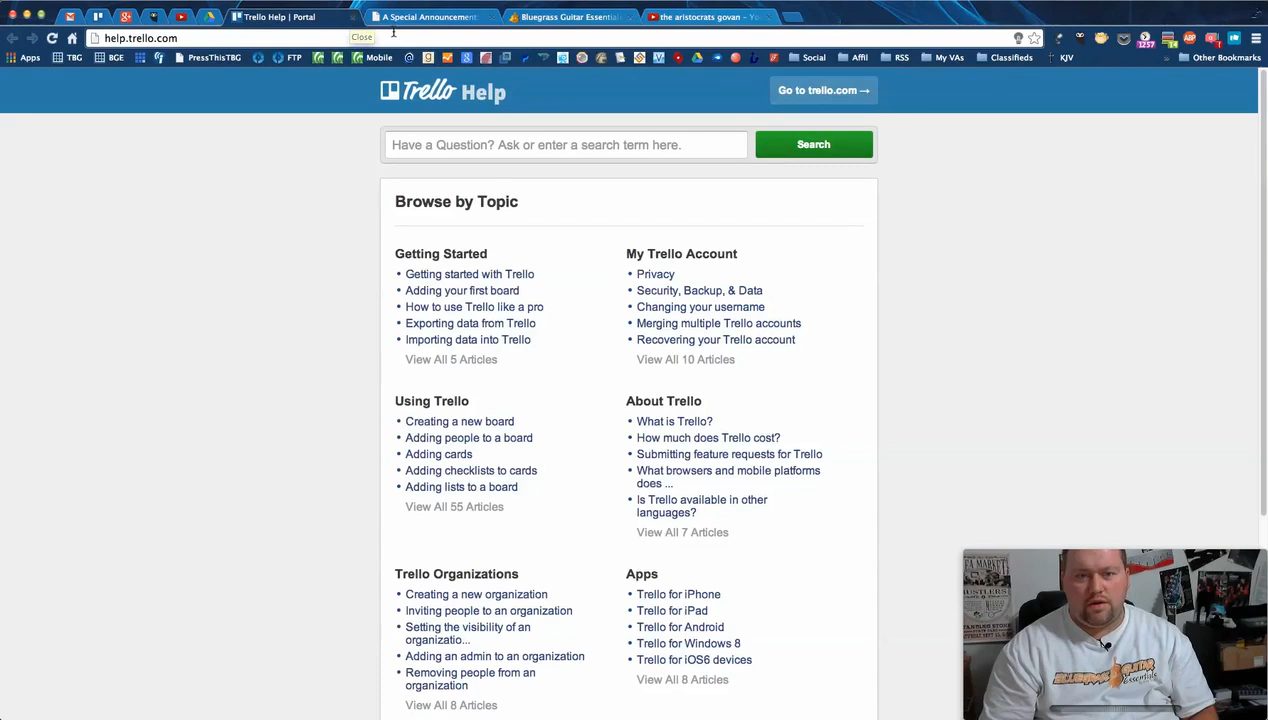 Trello Help | Portal
A Special Announcement
Bluegrass Guitar Essentials
the aristocrats govan - Yo
Close
help.trello.com
1257
14
ABP
Apps
TBG
BGE
PressThisTBG
FTP
Mobile
Social
Affil
RSS
My VAs
Classifieds
KJV
»
Other Bookmarks
Trello Help
Go to trello.com →
Have a Question? Ask or enter a search term here.
Search
Browse by Topic
Getting Started
• Getting started with Trello
• Adding your first board
• How to use Trello like a pro
• Exporting data from Trello
• Importing data into Trello
View All 5 Articles
My Trello Account
• Privacy
• Security, Backup, & Data
• Changing your username
• Merging multiple Trello accounts
• Recovering your Trello account
View All 10 Articles
Using Trello
• Creating a new board
• Adding people to a board
• Adding cards
• Adding checklists to cards
• Adding lists to a board
View All 55 Articles
About Trello
• What is Trello?
• How much does Trello cost?
• Submitting feature requests for Trello
• What browsers and mobile platforms
does ...
• Is Trello available in other
languages?
View All 7 Articles
Trello Organizations
• Creating a new organization
• Inviting people to an organization
• Setting the visibility of an
organizatio...
• Adding an admin to an organization
• Removing people from an
organization
View All 8 Articles
Apps
• Trello for iPhone
• Trello for iPad
• Trello for Android
• Trello for Windows 8
• Trello for iOS6 devices
View All 8 Articles
BLUEGRASS GUITAR
Essentials